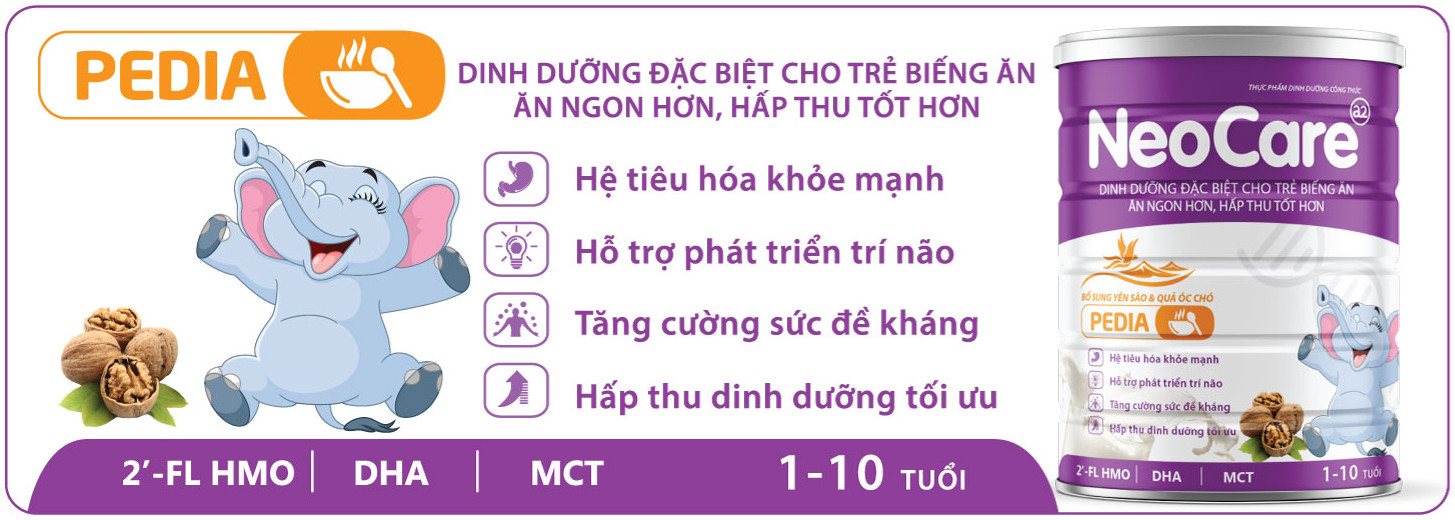 PEDIA
DINH DƯỠNG ĐẶC BIỆT CHO TRẺ BIẾNG ĂN
ĂN NGON HƠN, HẤP THU TỐT HƠN
Hệ tiêu hóa khỏe mạnh
Hỗ trợ phát triển trí não
Tăng cường sức đề kháng
Hấp thu dinh dưỡng tối ưu
2’-FL HMO | DHA | MCT 1-10 TUỔI
THỰC PHẨM DINH DƯỠNG CÔNG THỨC
NeoCare a2
DINH DƯỠNG ĐẶC BIỆT CHO TRẺ BIẾNG ĂN
ĂN NGON HƠN, HẤP THU TỐT HƠN
BỔ SUNG YẾN SÀO & QUẢ ÓC CHÓ
PEDIA
Hệ tiêu hóa khỏe mạnh
Hỗ trợ phát triển trí não
Tăng cường sức đề kháng
Hấp thu dinh dưỡng tối ưu
2’-FL HMO | DHA | MCT 1-10 TUỔI